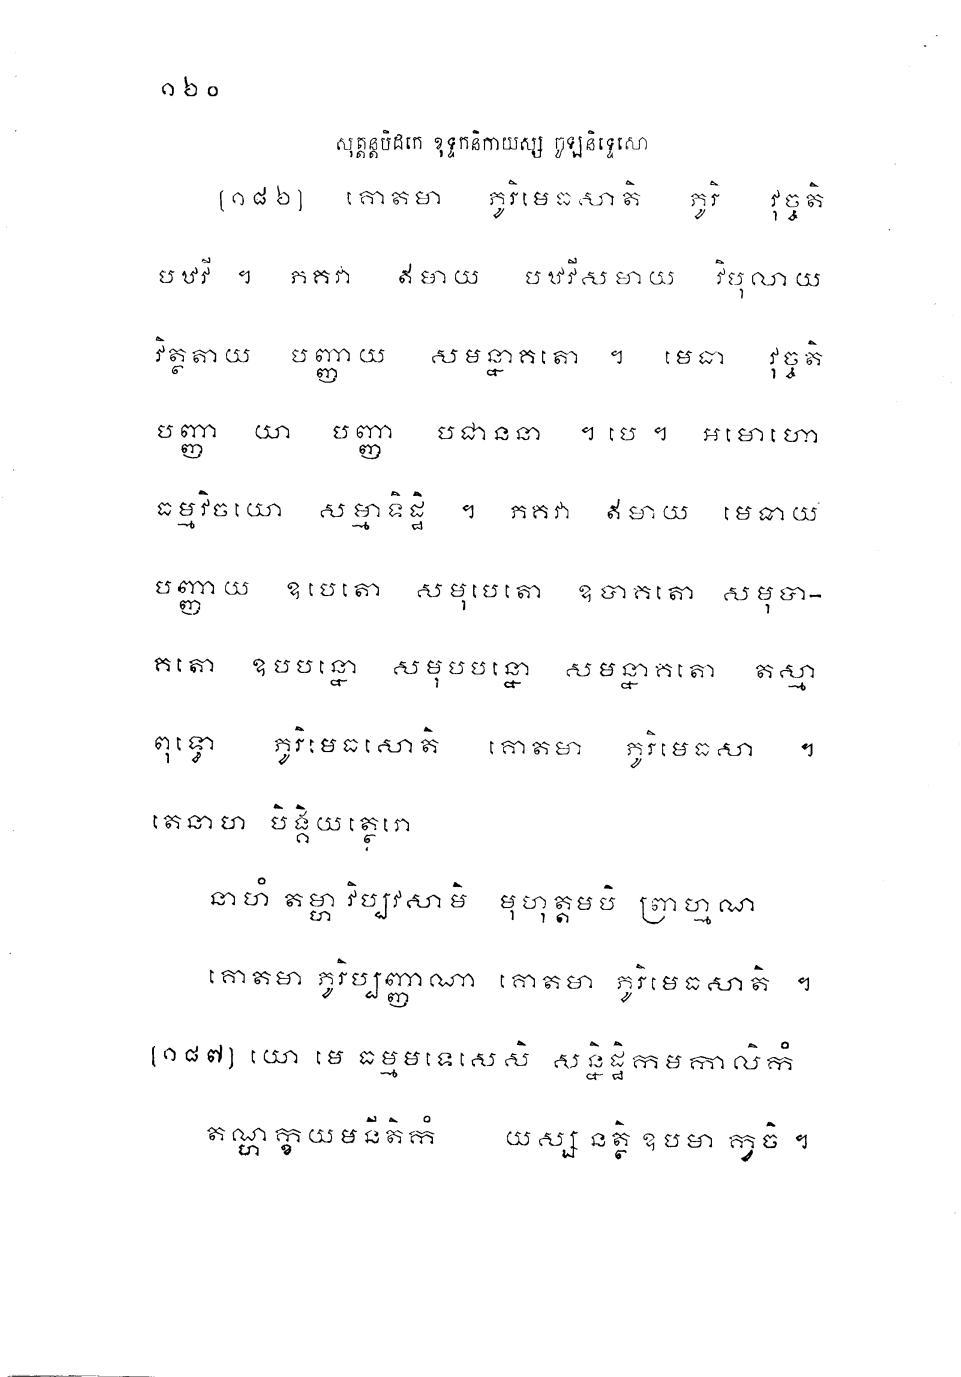 ១៦០
សុត្តន្តបិដកេ ខុទ្ទកនិកាយស្ស ចូឡនិទ្ទេសោ
[១៨៦] គោតមា ភូរិមេធសាតិ ភូរិ វុច្ចតិ
បឋវី ។ ភគវា ឥមាយ បឋវីសមាយ វិបុលាយ
វិត្ថតាយ បញ្ញាយ សមន្នាគតោ ។ មេធា វុច្ចតិ
បញ្ញា យា បញ្ញា បជាននា ។ បេ ។ អមោហោ
ធម្មវិចយោ សម្មាទិដ្ឋិ ។ ភគវា ឥមាយ មេធាយ
បញ្ញាយ ឧបេតោ សមុបេតោ ឧបាគតោ សមុបា-
គតោ ឧបបន្នោ សមុបបន្នោ សមន្នាគតោ តស្មា
ពុទ្ធោ ភូរិមេធសោតិ គោតមា ភូរិមេធសា ។
តេនាហ បិង្គិយត្ថេរោ
នាហំ តម្ហា វិប្បវសាមិ មុហុត្តមបិ ព្រាហ្មណ
គោតមា ភូរិប្បញ្ញាណា គោតមា ភូរិមេធសាតិ ។
[១៨៧] យោ មេ ធម្មមទេសេសិ សន្ទិដ្ឋិកមកាលិកំ
តណ្ហក្ខយមនីតិកំ យស្ស នត្ថិ ឧបមា ក្វចិ ។